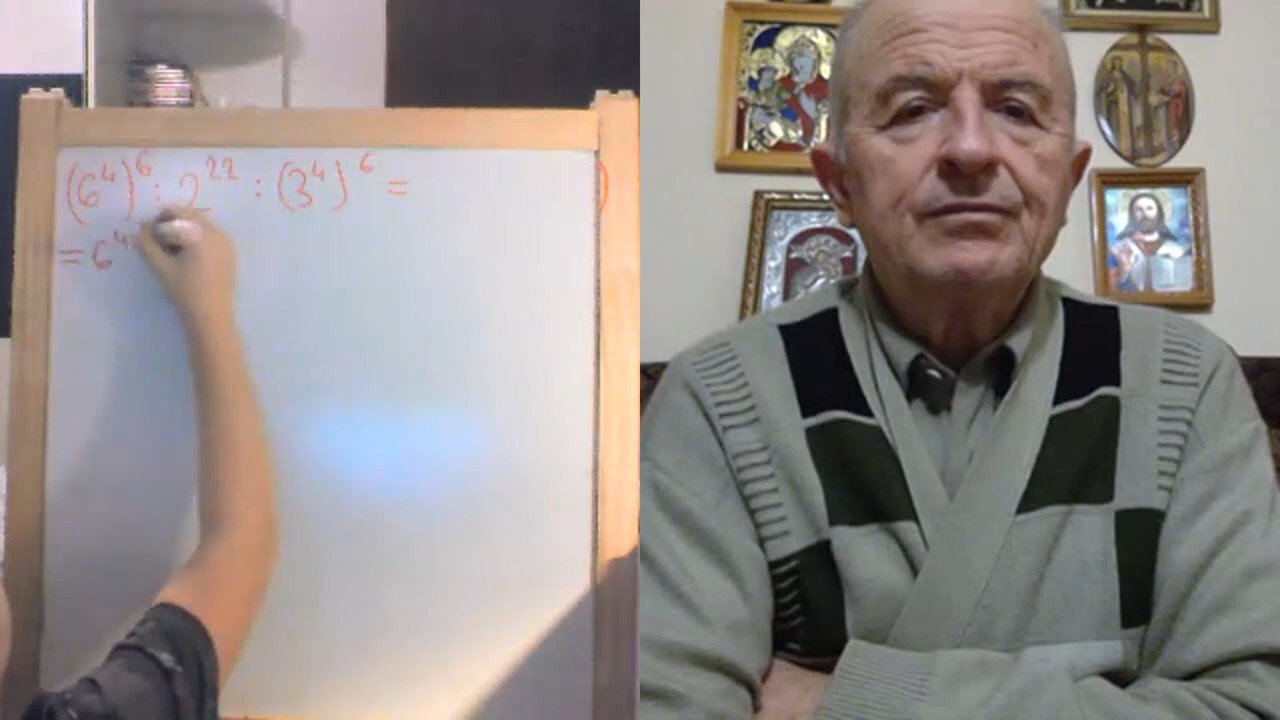 (6⁴)⁶ : 2²² : (3⁴)⁶ =
= 6⁴